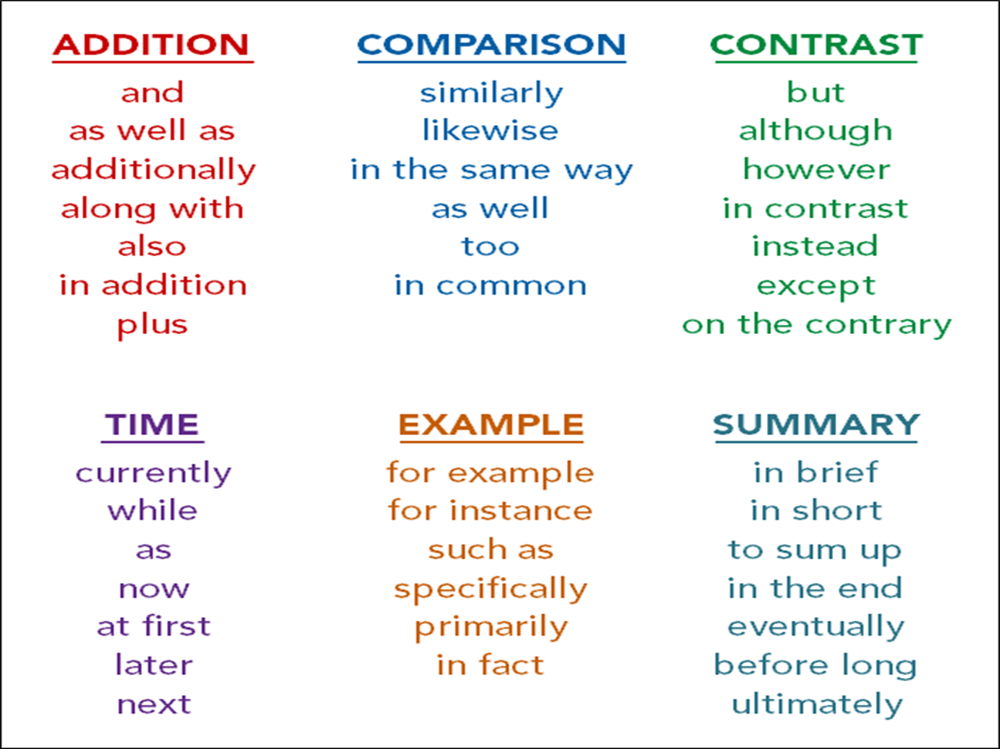 ADDITION
and
as well as
additionally
along with
also
in addition
plus
COMPARISON
similarly
likewise
in the same way
as well
too
in common
CONTRAST
but
although
however
in contrast
instead
except
on the contrary
TIME
currently
while
as
now
at first
later
next
EXAMPLE
for example
for instance
such as
specifically
primarily
in fact
SUMMARY
in brief
in short
to sum up
in the end
eventually
before long
ultimately